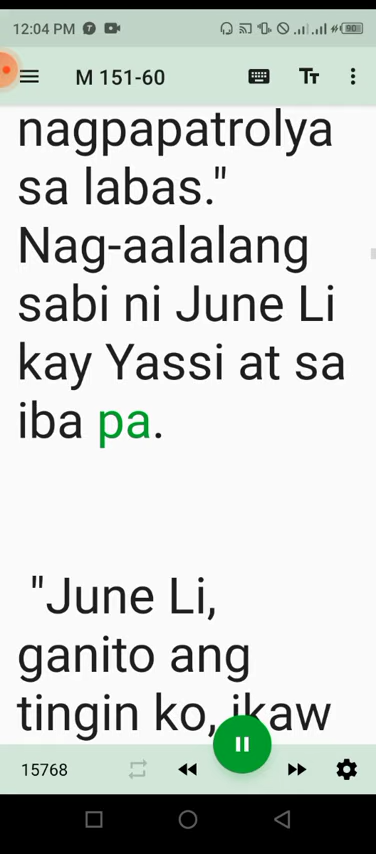 12:04 PM
90
M 151-60
nagpapatrolya
sa labas."
Nag-aalalang
sabi ni June Li
kay Yassi at sa
iba pa.
"June Li,
ganito ang
tingin ko, ikaw
15768